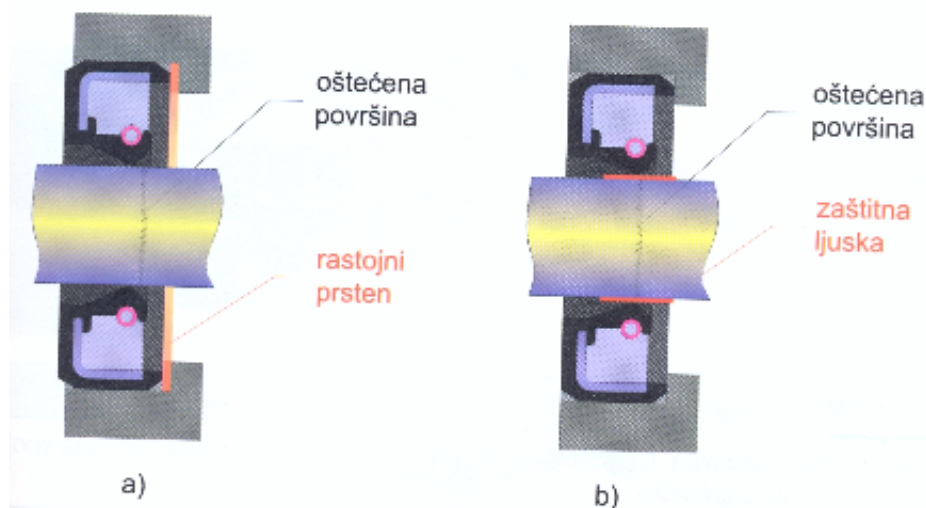 oštećena
površina
rastojni
prsten
a)
oštećena
površina
zaštitna
ljuska
b)